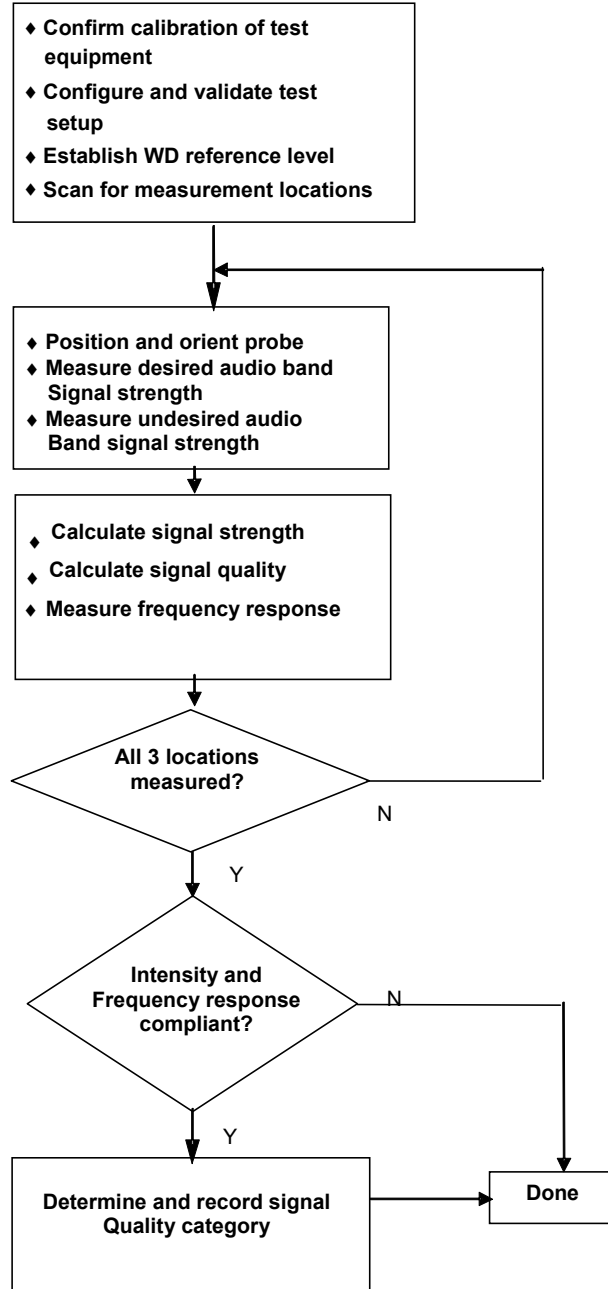 ♦ Confirm calibration of test
equipment
♦ Configure and validate test
setup
♦ Establish WD reference level
♦ Scan for measurement locations
♦ Position and orient probe
♦ Measure desired audio band
Signal strength
♦ Measure undesired audio
Band signal strength
♦ Calculate signal strength
♦ Calculate signal quality
♦ Measure frequency response
All 3 locations
measured?
N
Y
Intensity and
Frequency response
compliant?
N
Y
Determine and record signal
Quality category
Done